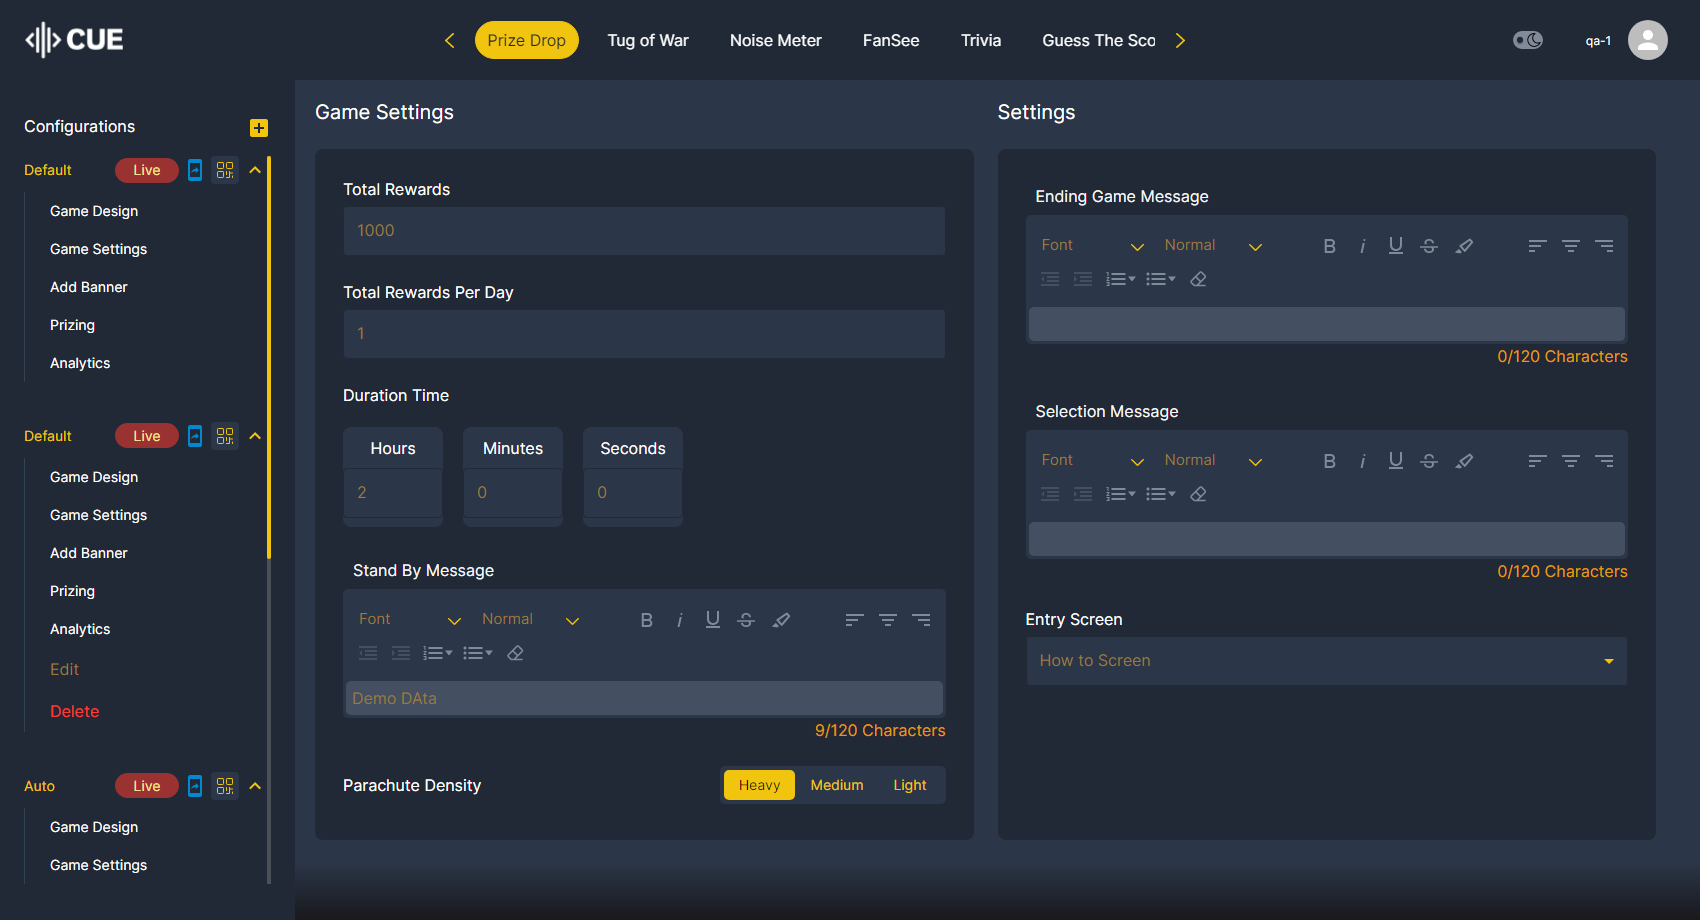 CUE
Prize Drop
Tug of War
Noise Meter
FanSee
Trivia
Guess The Sco
qa-1
Configurations
Default
Live
Game Design
Game Settings
Add Banner
Prizing
Analytics
Default
Live
Game Design
Game Settings
Add Banner
Prizing
Analytics
Edit
Delete
Auto
Live
Game Design
Game Settings
Game Settings
Total Rewards
1000
Total Rewards Per Day
1
Duration Time
Hours
Minutes
Seconds
2
0
0
Stand By Message
Font
Normal
B
i
U
S
Demo DAta
9/120 Characters
Parachute Density
Heavy
Medium
Light
Settings
Ending Game Message
Font
Normal
B
i
U
S
0/120 Characters
Selection Message
Font
Normal
B
i
U
S
0/120 Characters
Entry Screen
How to Screen